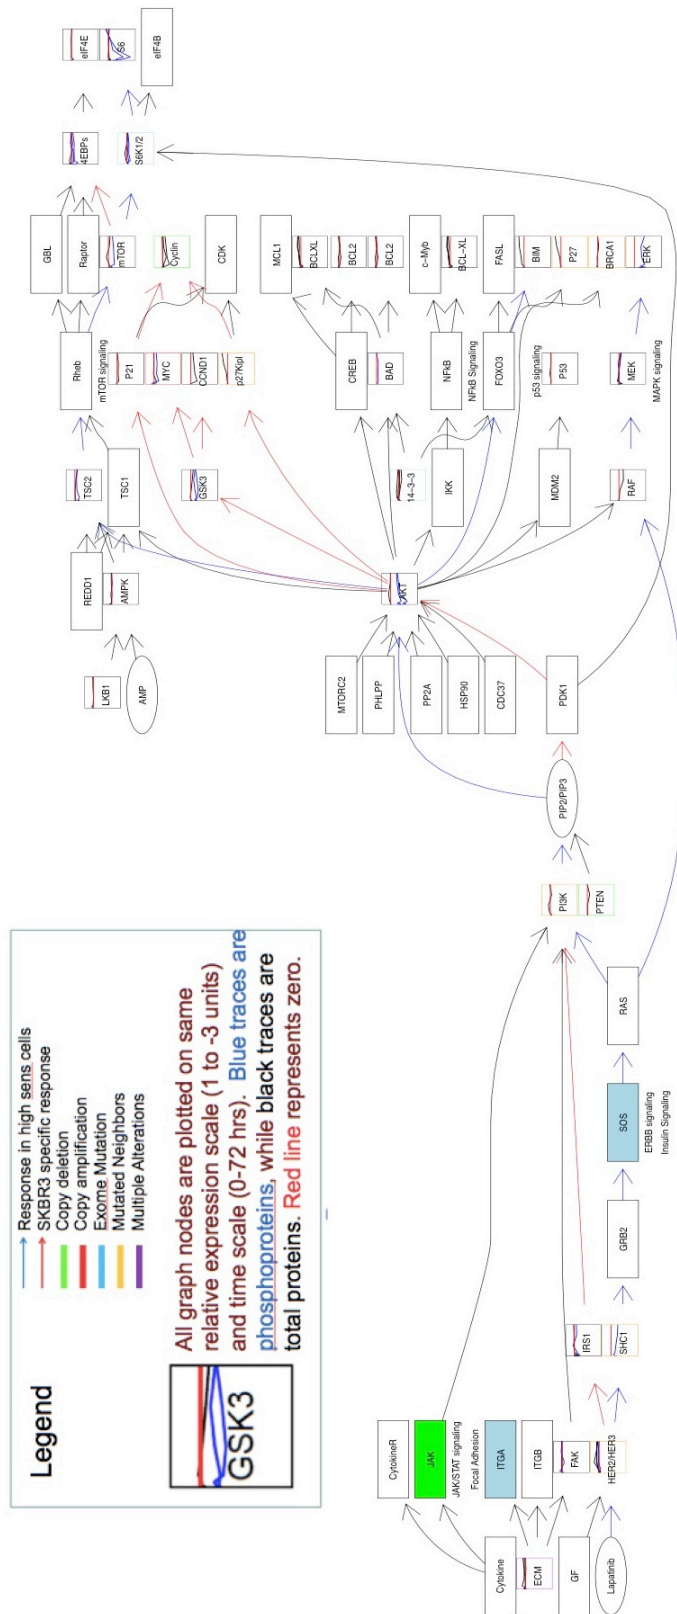 Legend
Response in high sens cells
SKBR3 specific response
Copy deletion
Copy amplification
Exome Mutation
Mutated Neighbors
Multiple Alterations
GSK3
All graph nodes are plotted on same
relative expression scale (1 to -3 units)
and time scale (0-72 hrs). Blue traces are
phosphoproteins, while black traces are
total proteins. Red line represents zero.
Cytokine
ECM
GF
Lapatinib
CytokineR
JAK
JAK/STAT signaling
Focal Adhesion
ITGA
ITGB
FAK
HER2/HER3
IRS1
SHC1
GRB2
SOS
ERBB signaling
Insulin Signaling
RAS
PI3K
PTEN
PIP2/PIP3
LKB1
AMP
MTORC2
PHLPP
PP2A
HSP90
CDC37
PDK1
REDD1
AMPK
AKT
TSC2
TSC1
GSK3
14-3-3
IKK
MDM2
RAF
Rheb
mTOR signaling
P21
MYC
CCND1
p27Kipl
CREB
BAD
NFkB
NFkB Signaling
FOXO3
p53 signaling
P53
MEK
MAPK signaling
GBL
Raptor
mTOR
Cyclin
CDK
MCL1
BCLXL
BCL2
BCL2
c-Myb
BCL-XL
FASL
BIM
P27
BRCA1
ERK
4EBPs
S6K1/2
eIF4E
S6
eIF4B